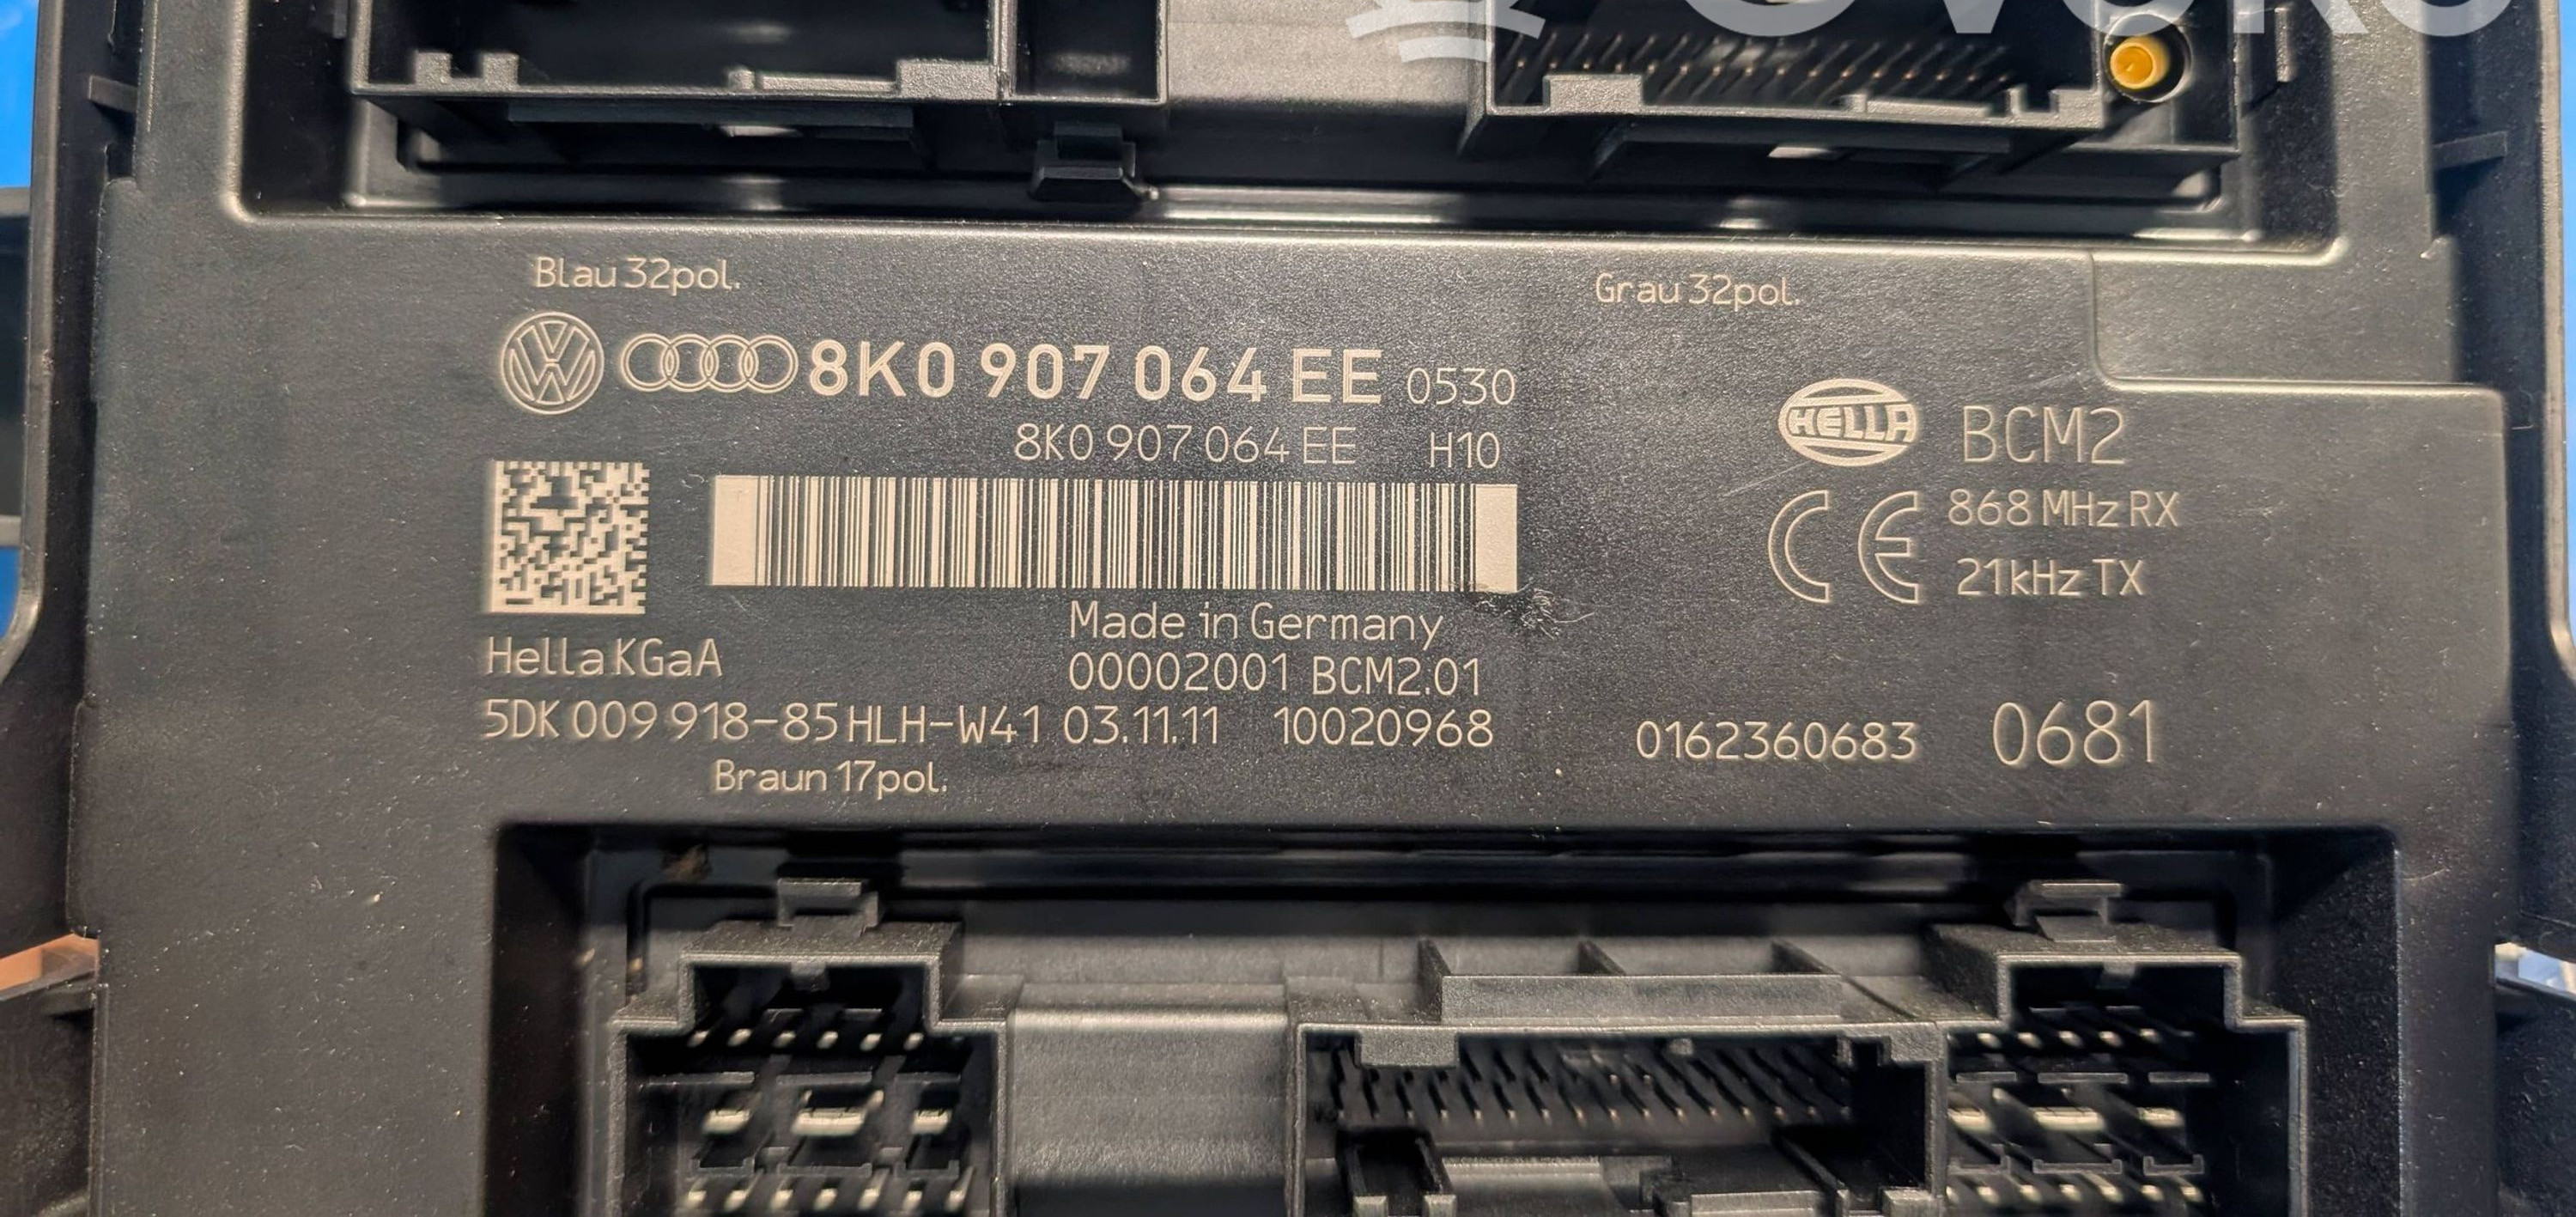 Blau 32pol.
Grau 32pol.
8K0 907 064 EE 0530
8K0 907 064 EE H10
HELLA BCM2
868 MHz RX
21kHz TX
Made in Germany
Hella KGaA
00002001 BCM2.01
5DK 009 918-85 HLH-W41 03.11.11 10020968
0162360683 0681
Braun 17pol.